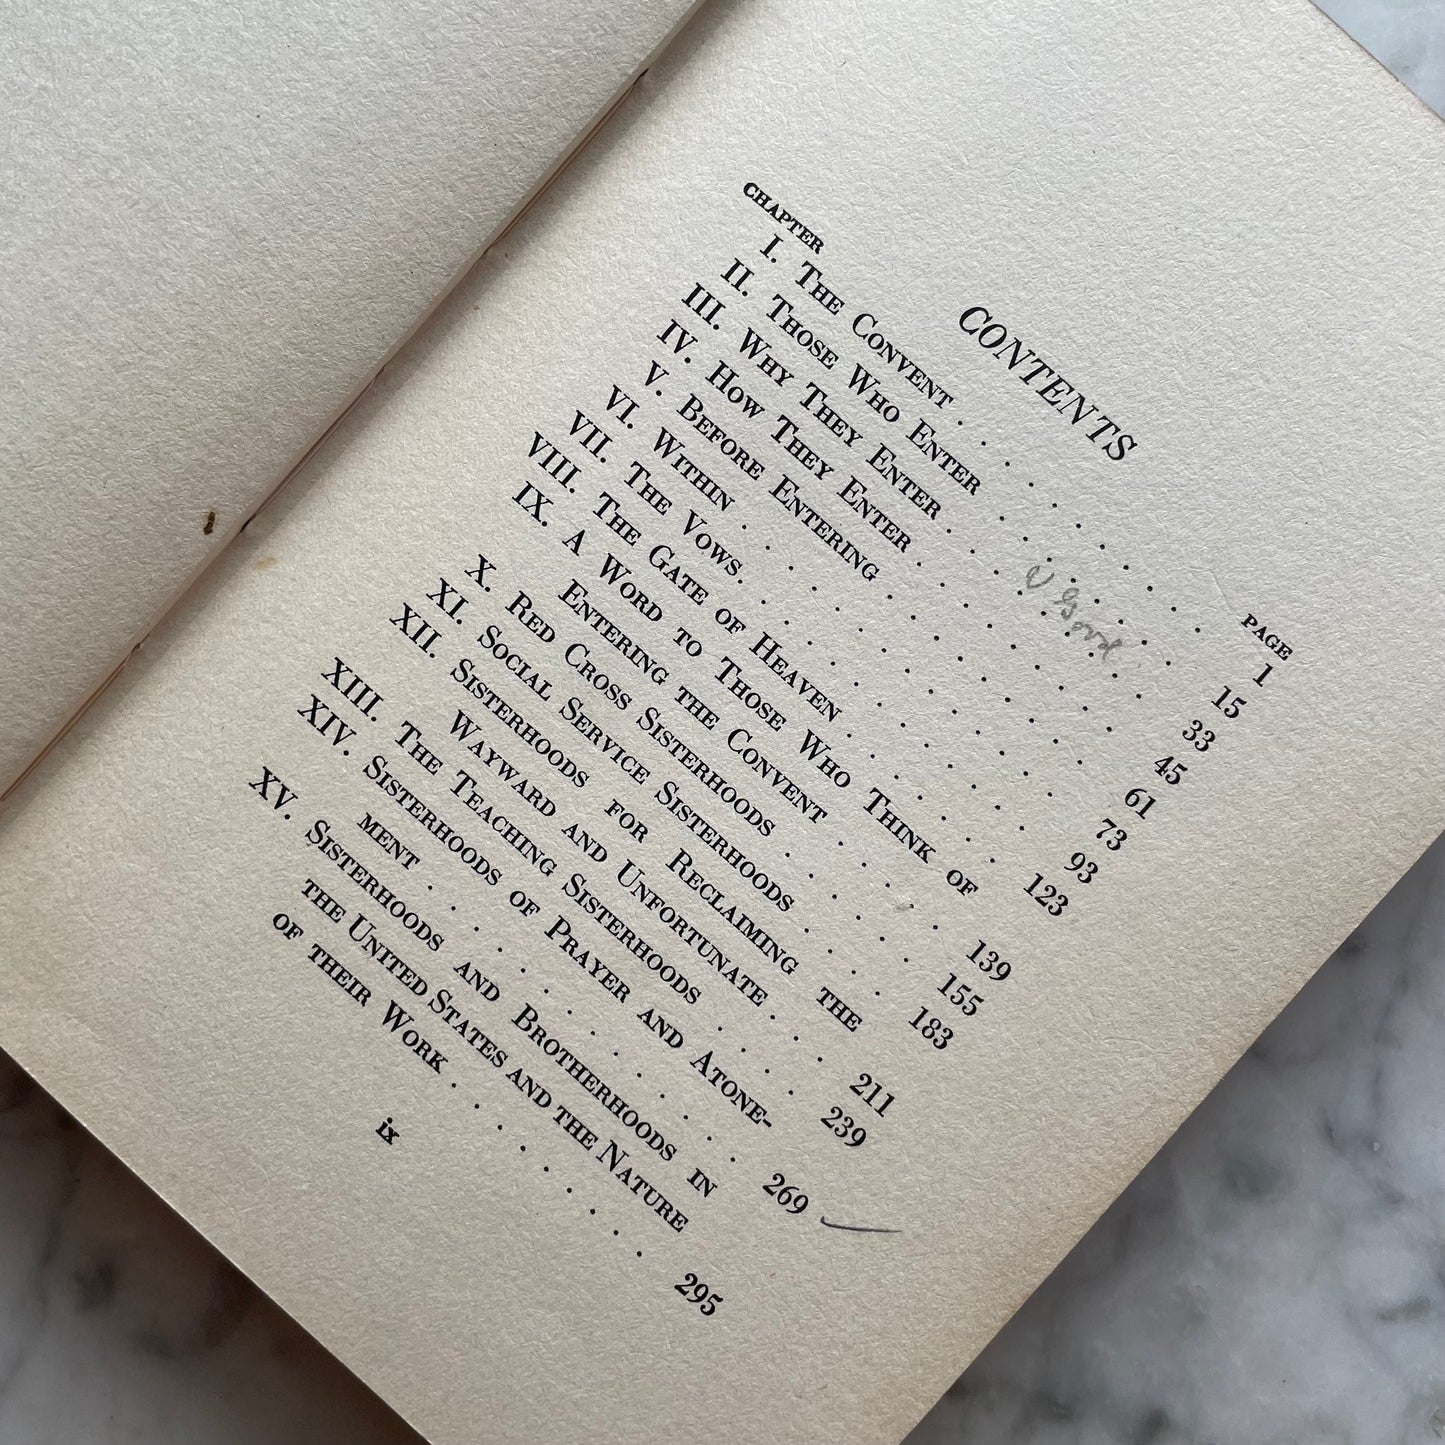 CONTENTS
CHAPTER PAGE
I. THE CONVENT . . . . . . . . . 1
II. THOSE WHO ENTER . . . . . . . 15
III. WHY THEY ENTER . . . . . . . . 33
IV. HOW THEY ENTER . . . . . . . . 45
V. BEFORE ENTERING . . . . . . . . 61
VI. WITHIN . . . . . . . . . . . 73
VII. THE VOWS. . . . . . . . . . . 93
VIII. THE GATE OF HEAVEN . . . . . . . 123
IX. A WORD TO THOSE WHO THINK OF
ENTERING THE CONVENT . . . . . 139
X. RED CROSS SISTERHOODS . . . . . . 155
XI. SOCIAL SERVICE SISTERHOODS . . . . 183
XII. SISTERHOODS FOR RECLAIMING THE
WAYWARD AND UNFORTUNATE . . . 211
XIII. THE TEACHING SISTERHOODS . . . . . 239
XIV. SISTERHOODS OF PRAYER AND ATONE-
MENT . . . . . . . . . . . 269
XV. SISTERHOODS AND BROTHERHOODS IN
THE UNITED STATES AND THE NATURE
OF THEIR WORK . . . . . . . . 295
ix